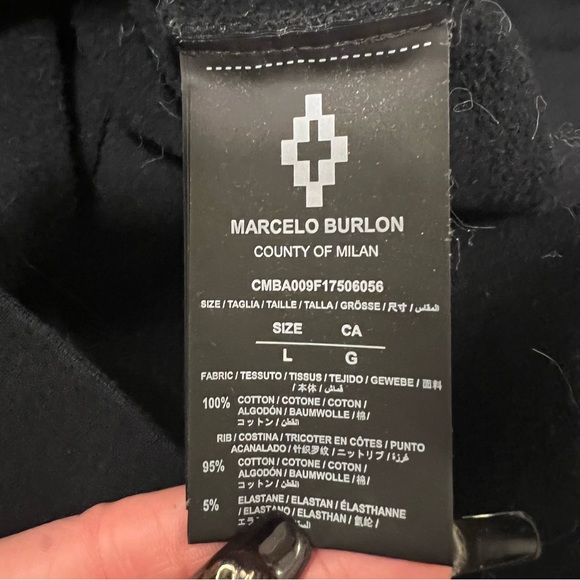 MARCELO BURLON
COUNTY OF MILAN
CMBA009F17506056
SIZE / TAGLIA / TAILLE / TALLA / GRÖSSE / 尺寸 / المقاس
SIZE CA
L G
FABRIC / TESSUTO / TISSUS / TEJIDO / GEWEBE / 面料
/ 本体 / قماش
100% COTTON / COTONE / COTON /
ALGODÓN / BAUMWOLLE / 棉/
コットン / القطن
RIB / COSTINA / TRICOTER EN CÔTES / PUNTO
ACANALADO / 针织罗纹 / ニットリブ / غرزة
95% COTTON / COTONE / COTON /
ALGODÓN / BAUMWOLLE / 棉/
コットン / القطن
5% ELASTANE / ELASTAN / ÉLASTHANNE
/ ELASTANO / ELASTHAN / 氨纶 /
エラ